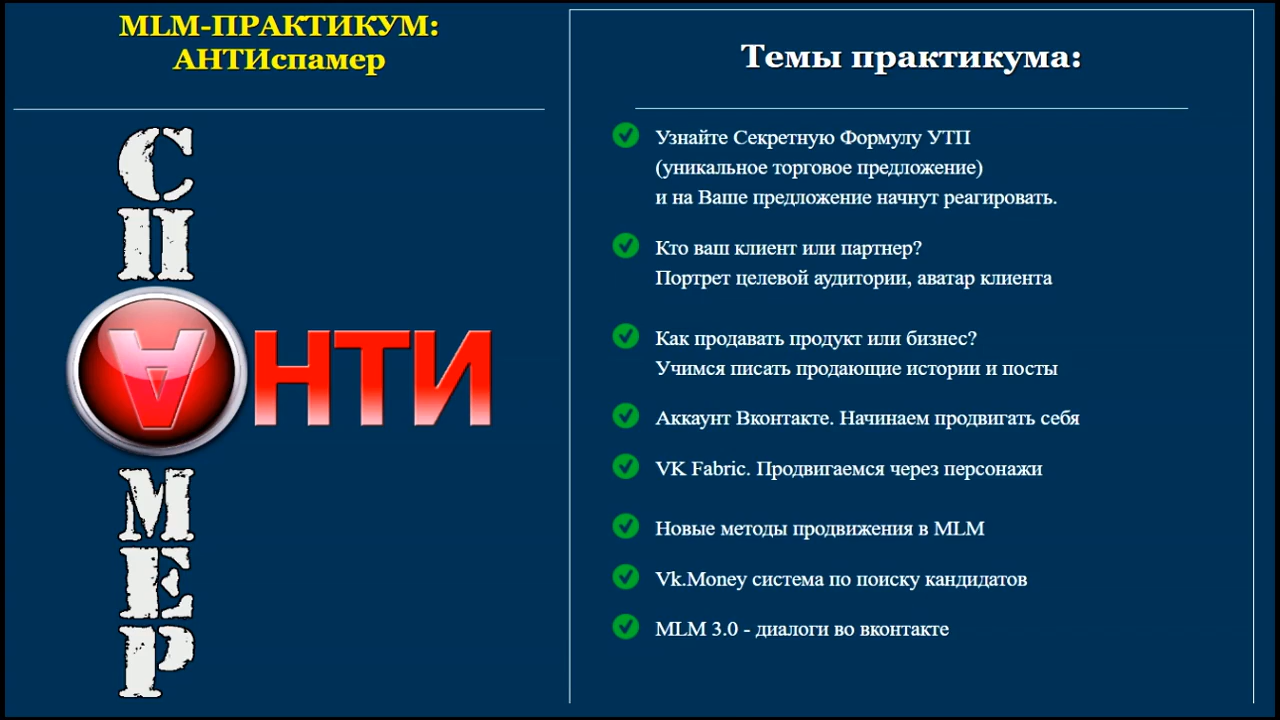 MLM-ПРАКТИКУМ:
АНТИспамер
СП
АНТИ
МЕР
Темы практикума:
Узнайте Секретную Формулу УТП
(уникальное торговое предложение)
и на Ваше предложение начнут реагировать.
Кто ваш клиент или партнер?
Портрет целевой аудитории, аватар клиента
Как продавать продукт или бизнес?
Учимся писать продающие истории и посты
Аккаунт Вконтакте. Начинаем продвигать себя
VK Fabric. Продвигаемся через персонажи
Новые методы продвижения в MLM
Vk.Money система по поиску кандидатов
MLM 3.0 - диалоги во вконтакте